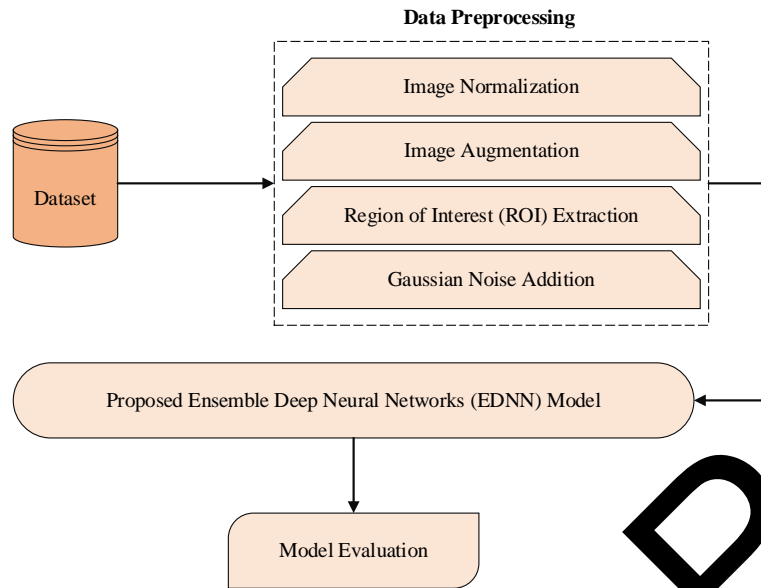 Data Preprocessing
Image Normalization
Image Augmentation
Dataset
Region of Interest (ROI) Extraction
Gaussian Noise Addition
Proposed Ensemble Deep Neural Networks (EDNN) Model
Model Evaluation
D